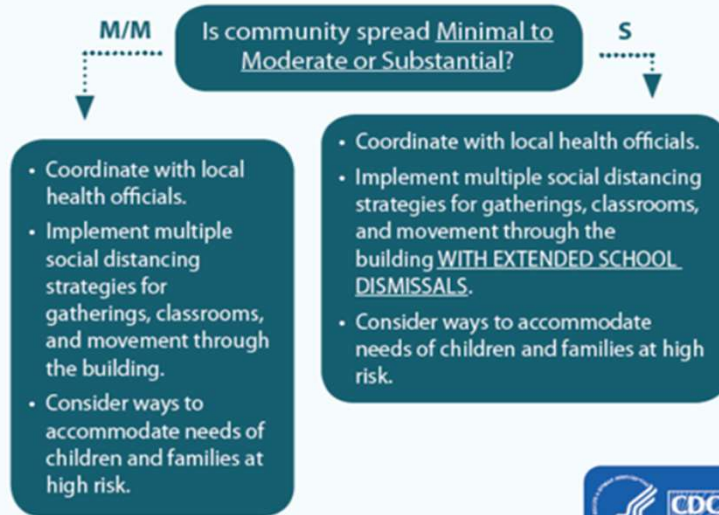 M/M
Is community spread Minimal to
Moderate or Substantial?
S
• Coordinate with local
health officials.
• Implement multiple
social distancing
strategies for
gatherings, classrooms,
and movement through
the building.
• Consider ways to
accommodate needs of
children and families at
high risk.
• Coordinate with local health officials.
• Implement multiple social distancing
strategies for gatherings, classrooms,
and movement through the
building WITH EXTENDED SCHOOL
DISMISSALS.
• Consider ways to accommodate
needs of children and families at high
risk.
CDC